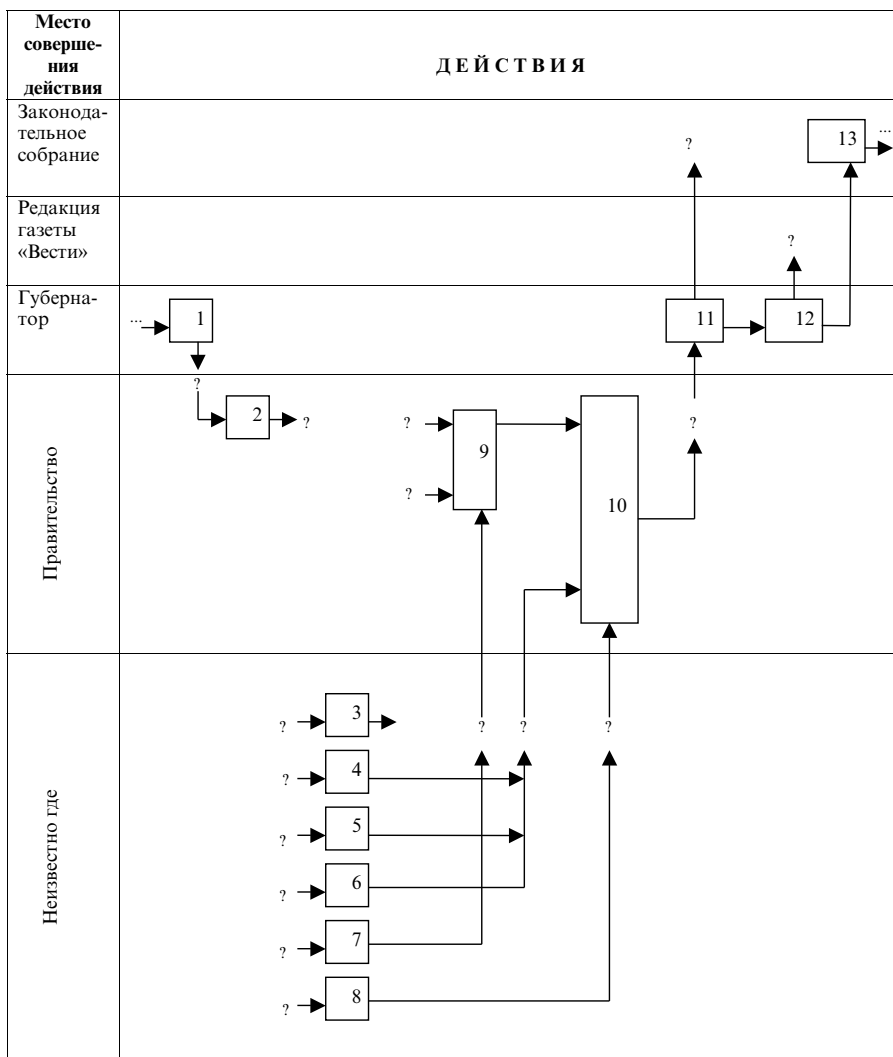 Место
соверше-
ния
действия
ДЕЙСТВИЯ
Законода-
тельное
собрание
?
13
...
Редакция
газеты
«Вести»
?
Губерна-
тор
...
1
11
12
Правительство
?
2
?
?
9
?
10
?
Неизвестно где
?
3
?
?
?
?
4
?
5
?
6
?
7
?
8